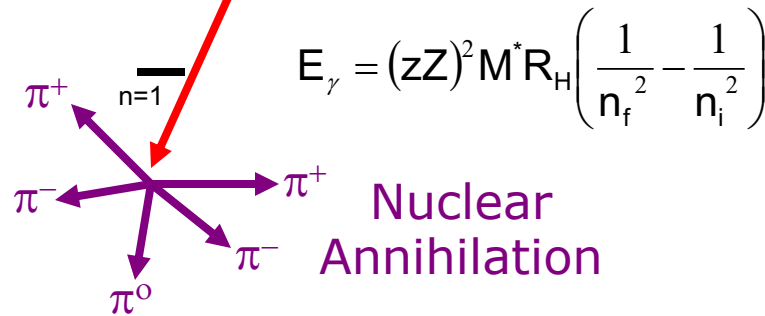 E_γ = (zZ)² M* R_H (1/n_f² − 1/n_i²)
n=1
π⁺
π⁻
π⁺
π⁻
π⁰
Nuclear
Annihilation